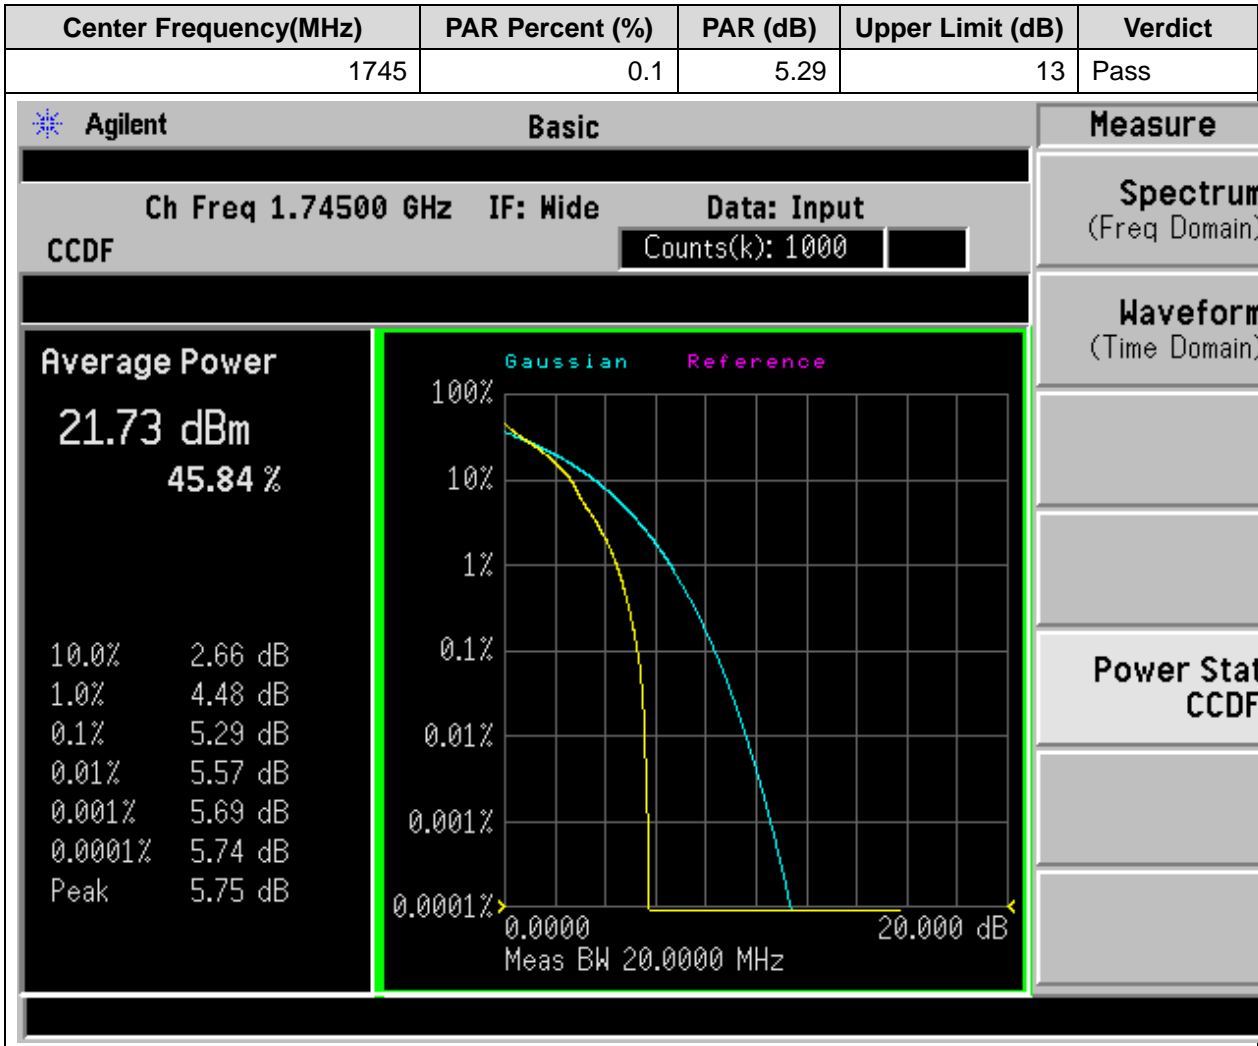 Center Frequency(MHz) PAR Percent (%) PAR (dB) Upper Limit (dB) Verdict
1745 0.1 5.29 13 Pass
Agilent Basic Measure
Ch Freq 1.74500 GHz IF: Wide Data: Input
CCDF Counts(k): 1000
Spectrum
(Freq Domain)
Waveform
(Time Domain)
Power Stat
CCDF
Average Power
21.73 dBm
45.84 %
10.0% 2.66 dB
1.0% 4.48 dB
0.1% 5.29 dB
0.01% 5.57 dB
0.001% 5.69 dB
0.0001% 5.74 dB
Peak 5.75 dB
Gaussian Reference
100%
10%
1%
0.1%
0.01%
0.001%
0.0001%
0.0000 20.000 dB
Meas BW 20.0000 MHz